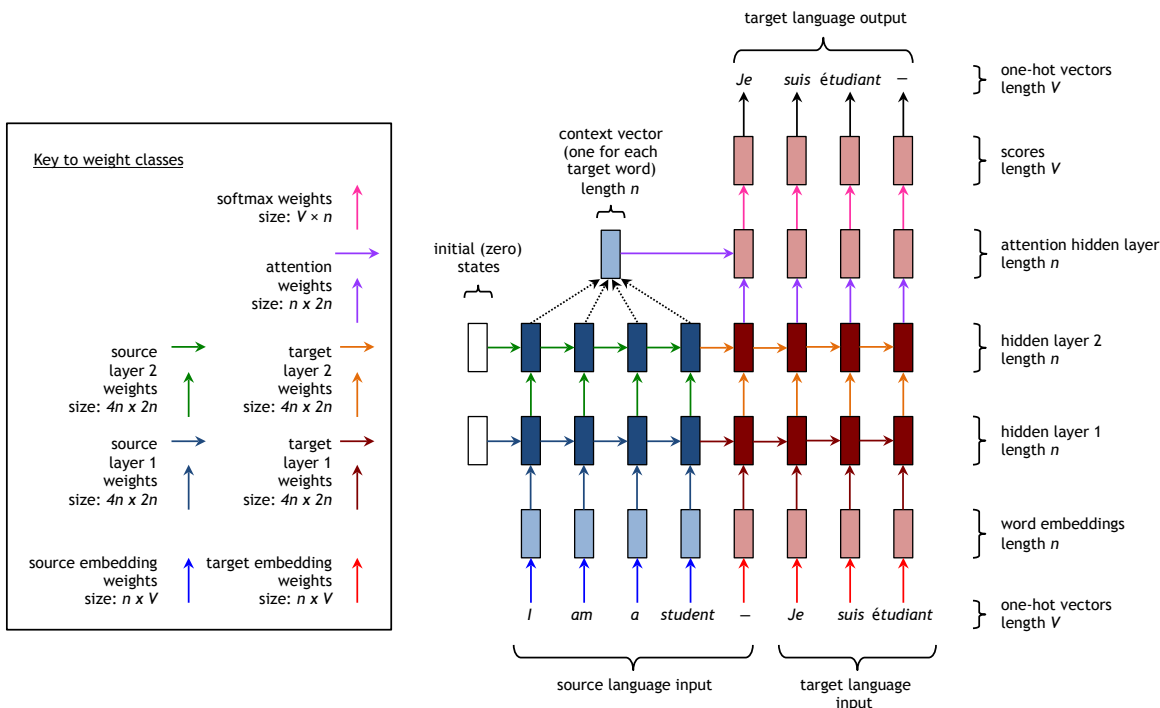 target language output
Je suis étudiant –
one-hot vectors
length V
context vector
(one for each
target word)
length n
scores
length V
Key to weight classes
softmax weights
size: V × n
attention
weights
size: n x 2n
initial (zero)
states
attention hidden layer
length n
source
layer 2
weights
size: 4n x 2n
target
layer 2
weights
size: 4n x 2n
hidden layer 2
length n
source
layer 1
weights
size: 4n x 2n
target
layer 1
weights
size: 4n x 2n
hidden layer 1
length n
word embeddings
length n
source embedding
weights
size: n x V
target embedding
weights
size: n x V
I am a student – Je suis étudiant
one-hot vectors
length V
source language input
target language
input